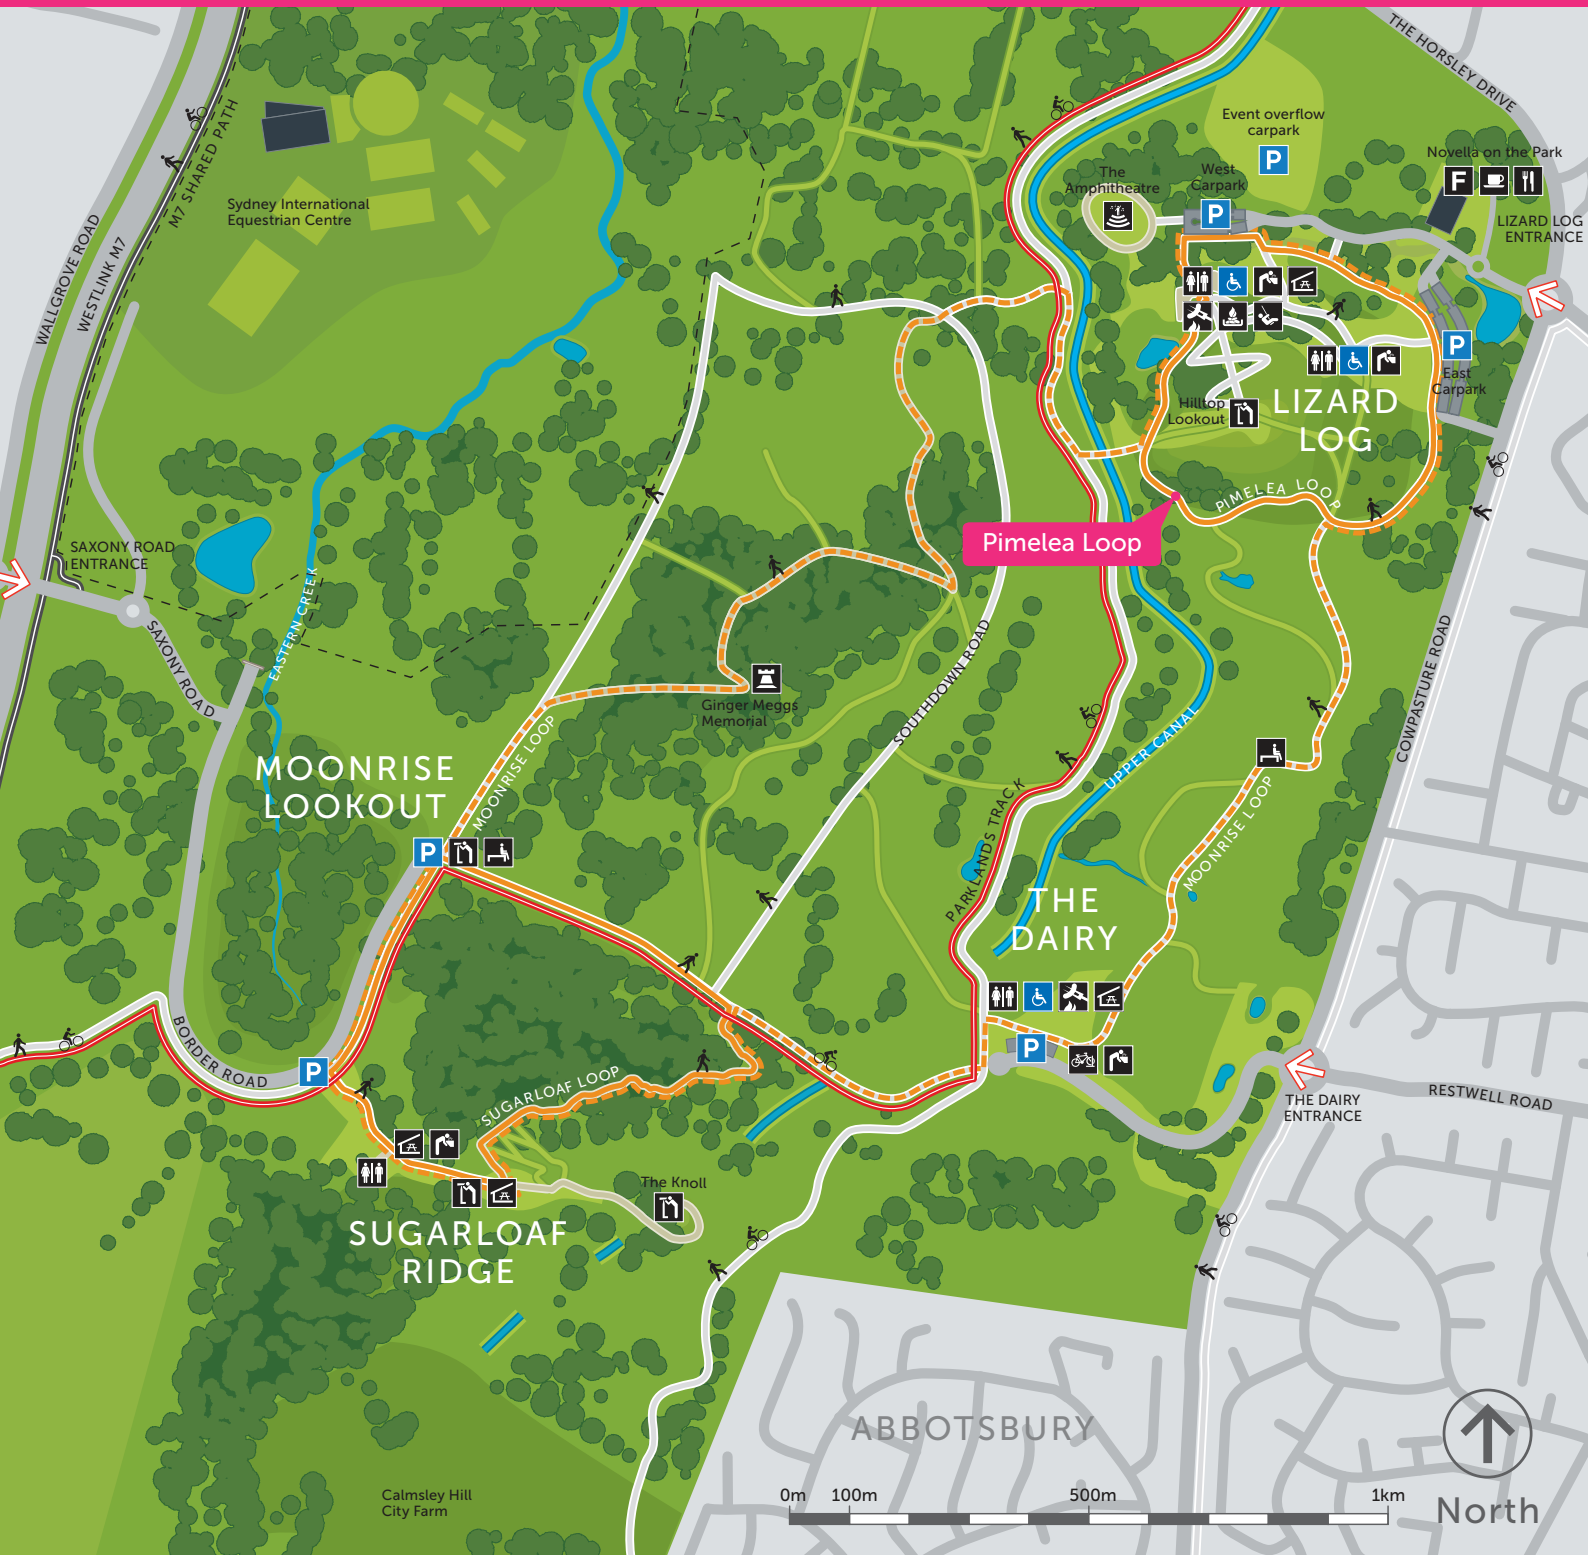 THE HORSLEY DRIVE
Event overflow
carpark
P
Novella on the Park
F
The
Amphitheatre
West
Carpark
P
LIZARD LOG
ENTRANCE
M7 SHARED PATH
Sydney International
Equestrian Centre
WALLGROVE ROAD
WESTLINK M7
P
East
Carpark
Hilltop
Lookout
LIZARD
LOG
PIMELEA LOOP
Pimelea Loop
SAXONY ROAD
ENTRANCE
EASTERN CREEK
SAXONY ROAD
SOUTHDOWN ROAD
COWPASTURE ROAD
Ginger Meggs
Memorial
MOONRISE
LOOKOUT
MOONRISE LOOP
UPPER CANAL
P
PARKLANDS TRACK
MOONRISE LOOP
THE
DAIRY
P
BORDER ROAD
P
SUGARLOAF LOOP
THE DAIRY
ENTRANCE
RESTWELL ROAD
The Knoll
SUGARLOAF
RIDGE
ABBOTSBURY
Calmsley Hill
City Farm
0m 100m 500m 1km
North